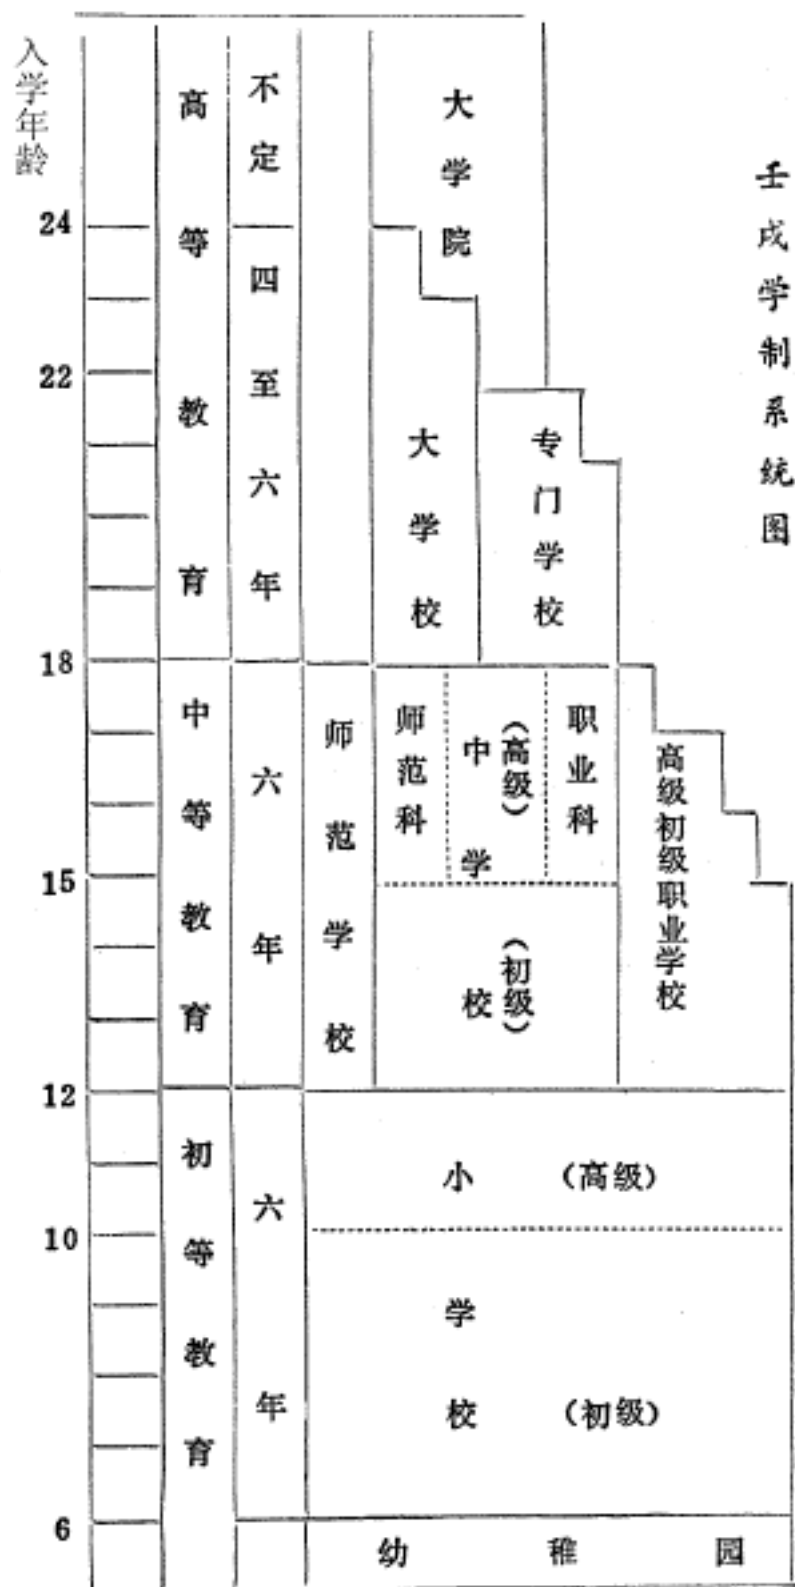 壬戌学制系统图
入学年龄
24
22
18
15
12
10
6
高等教育
中等教育
初等教育
不定
四至六年
六年
六年
大学院
大学校
专门学校
师范学校
师范科
中学校
（高级）
（初级）
职业科
高级初级职业学校
小学校
（高级）
（初级）
幼稚园